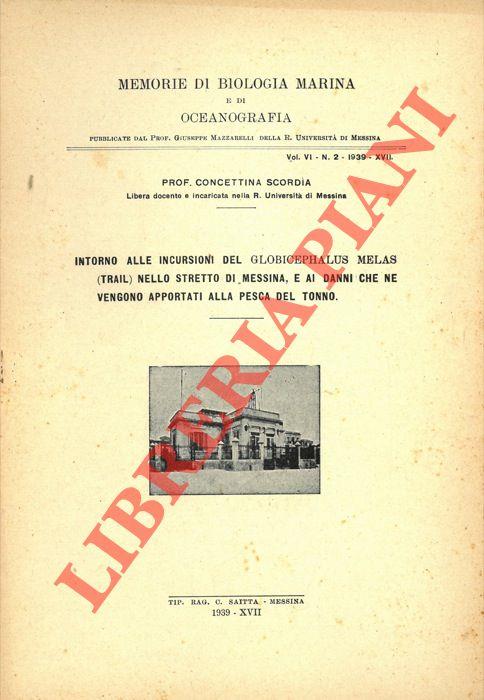 MEMORIE DI BIOLOGIA MARINA
E DI
OCEANOGRAFIA
PUBBLICATE DAL PROF. GIUSEPPE MAZZARELLI DELLA R. UNIVERSITÀ DI MESSINA
Vol. VI - N. 2 - 1939 - XVII.
PROF. CONCETTINA SCORDIA
Libera docente e incaricata nella R. Università di Messina
INTORNO ALLE INCURSIONI DEL GLOBICEPHALUS MELAS
(TRAIL) NELLO STRETTO DI MESSINA, E AI DANNI CHE NE
VENGONO APPORTATI ALLA PESCA DEL TONNO.
TIP. RAG. C. SAITTA - MESSINA
1939 - XVII
LIBRERIA PIANI